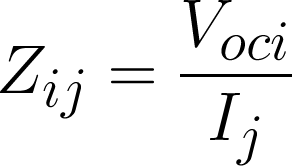 Z_{ij} = \frac{V_{oci}}{I_j}